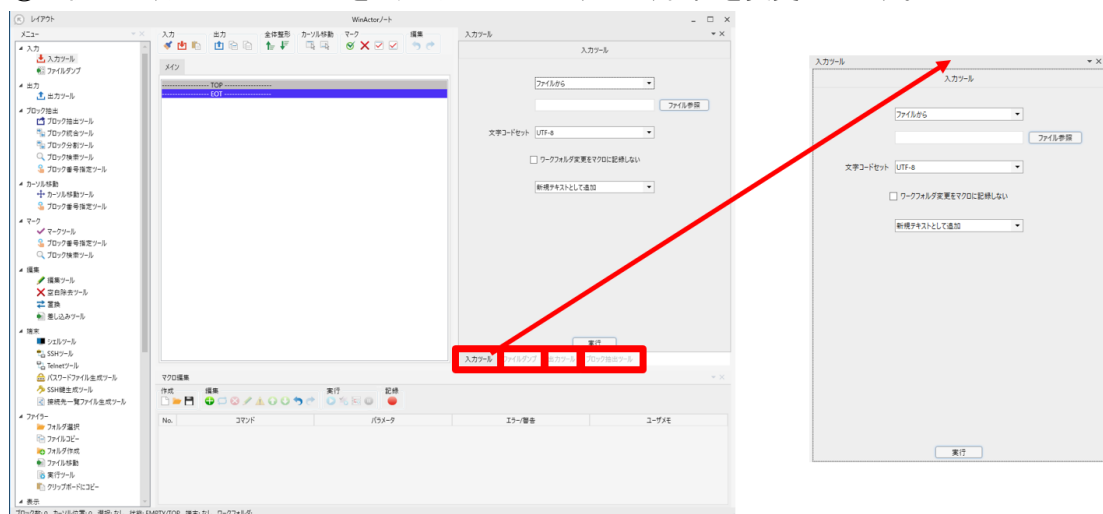 レイアウト
WinActorノート
メニュー
入力
入力ツール
ファイルダンプ
出力
出力ツール
ブロック抽出
ブロック抽出ツール
ブロック統合ツール
ブロック分割ツール
ブロック検索ツール
ブロック番号指定ツール
カーソル移動
カーソル移動ツール
ブロック番号指定ツール
マーク
マークツール
ブロック番号指定ツール
ブロック検索ツール
編集
編集ツール
空白除去ツール
置換
差し込みツール
端末
シェルツール
SSHツール
Telnetツール
パスワードファイル生成ツール
SSH鍵生成ツール
接続先一覧ファイル生成ツール
ファイラー
フォルダ選択
ファイルコピー
フォルダ作成
ファイル移動
実行ツール
クリップボードにコピー
表示
入力 出力 全体整形 カーソル移動 マーク 編集
メイン
------------------ TOP ------------------
------------------ EOT ------------------
入力ツール
入力ツール
ファイルから
ファイル参照
文字コードセット UTF-8
ワークフォルダ変更をマクロに記録しない
新規テキストとして追加
実行
入力ツール ファイルダンプ 出力ツール ブロック抽出ツール
マクロ編集
作成 編集 実行 記録
No. コマンド パラメータ エラー/警告 ユーザメモ
入力ツール
入力ツール
ファイルから
ファイル参照
文字コードセット UTF-8
ワークフォルダ変更をマクロに記録しない
新規テキストとして追加
実行